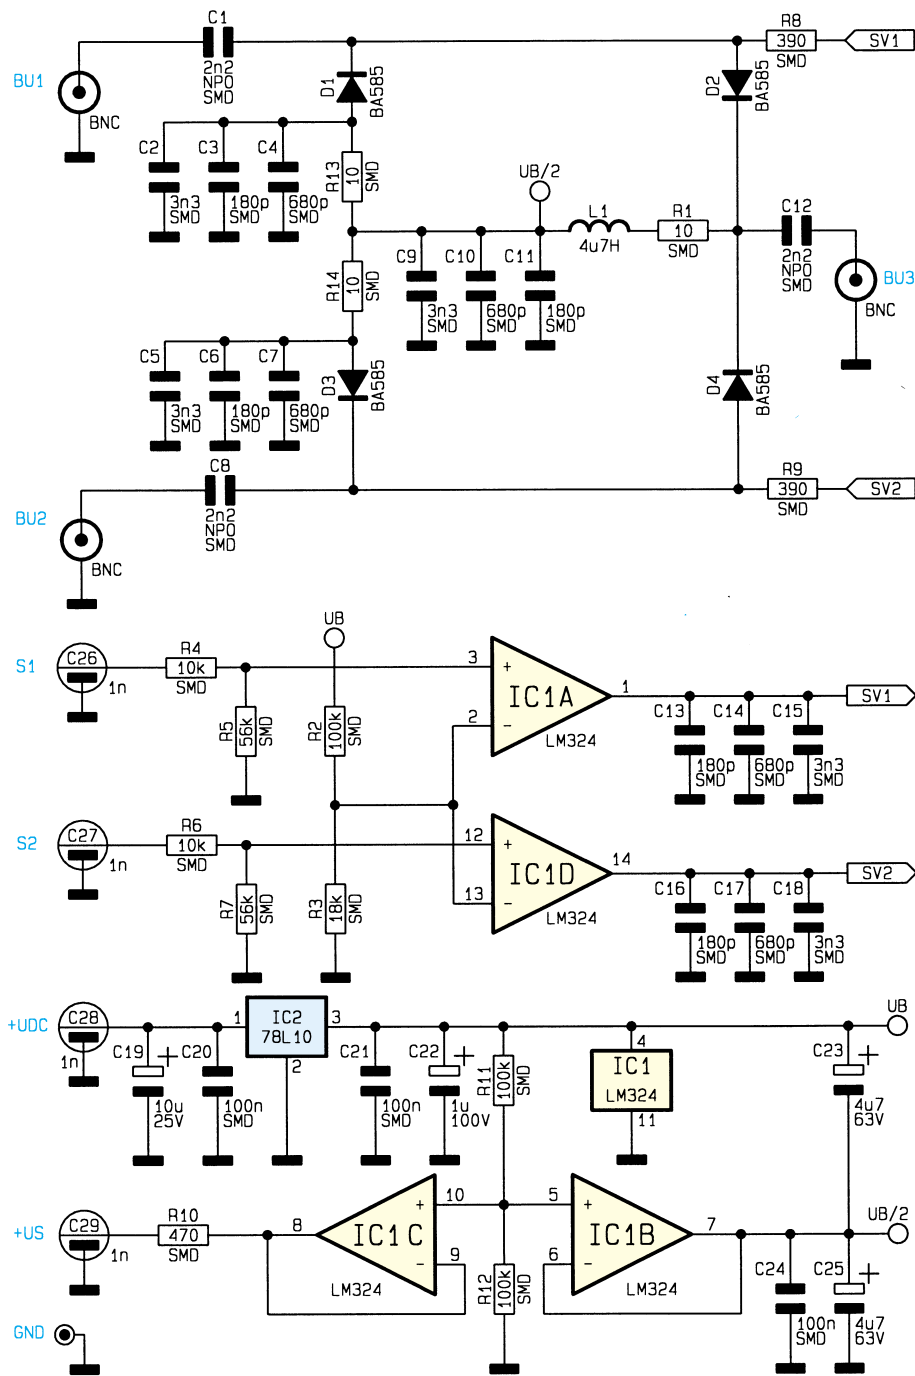 C1
2n2
NPO
SMD
BU1
BNC
D1
BA585
D2
BA585
R8
390
SMD
SV1
C2
3n3
SMD
C3
180p
SMD
C4
680p
SMD
R13
10
SMD
UB/2
L1
4u7H
R1
10
SMD
C12
2n2
NPO
SMD
BU3
BNC
R14
10
SMD
C9
3n3
SMD
C10
680p
SMD
C11
180p
SMD
C5
3n3
SMD
C6
180p
SMD
C7
680p
SMD
D3
BA585
D4
BA585
C8
2n2
NPO
SMD
BU2
BNC
R9
390
SMD
SV2
S1
C26
1n
R4
10k
SMD
R5
56k
SMD
UB
R2
100k
SMD
3
+
2
−
IC1A
LM324
1
C13
180p
SMD
C14
680p
SMD
C15
3n3
SMD
SV1
S2
C27
1n
R6
10k
SMD
R7
56k
SMD
R3
18k
SMD
12
+
13
−
IC1D
LM324
14
C16
180p
SMD
C17
680p
SMD
C18
3n3
SMD
SV2
+UDC
C28
1n
C19
+
10u
25V
C20
100n
SMD
1
IC2
78L10
3
2
C21
100n
SMD
C22
+
1u
100V
R11
100k
SMD
4
IC1
LM324
11
C23
+
4u7
63V
UB
+US
C29
1n
R10
470
SMD
8
IC1C
LM324
10
+
9
−
R12
100k
SMD
5
+
6
−
IC1B
LM324
7
C24
100n
SMD
C25
+
4u7
63V
UB/2
GND